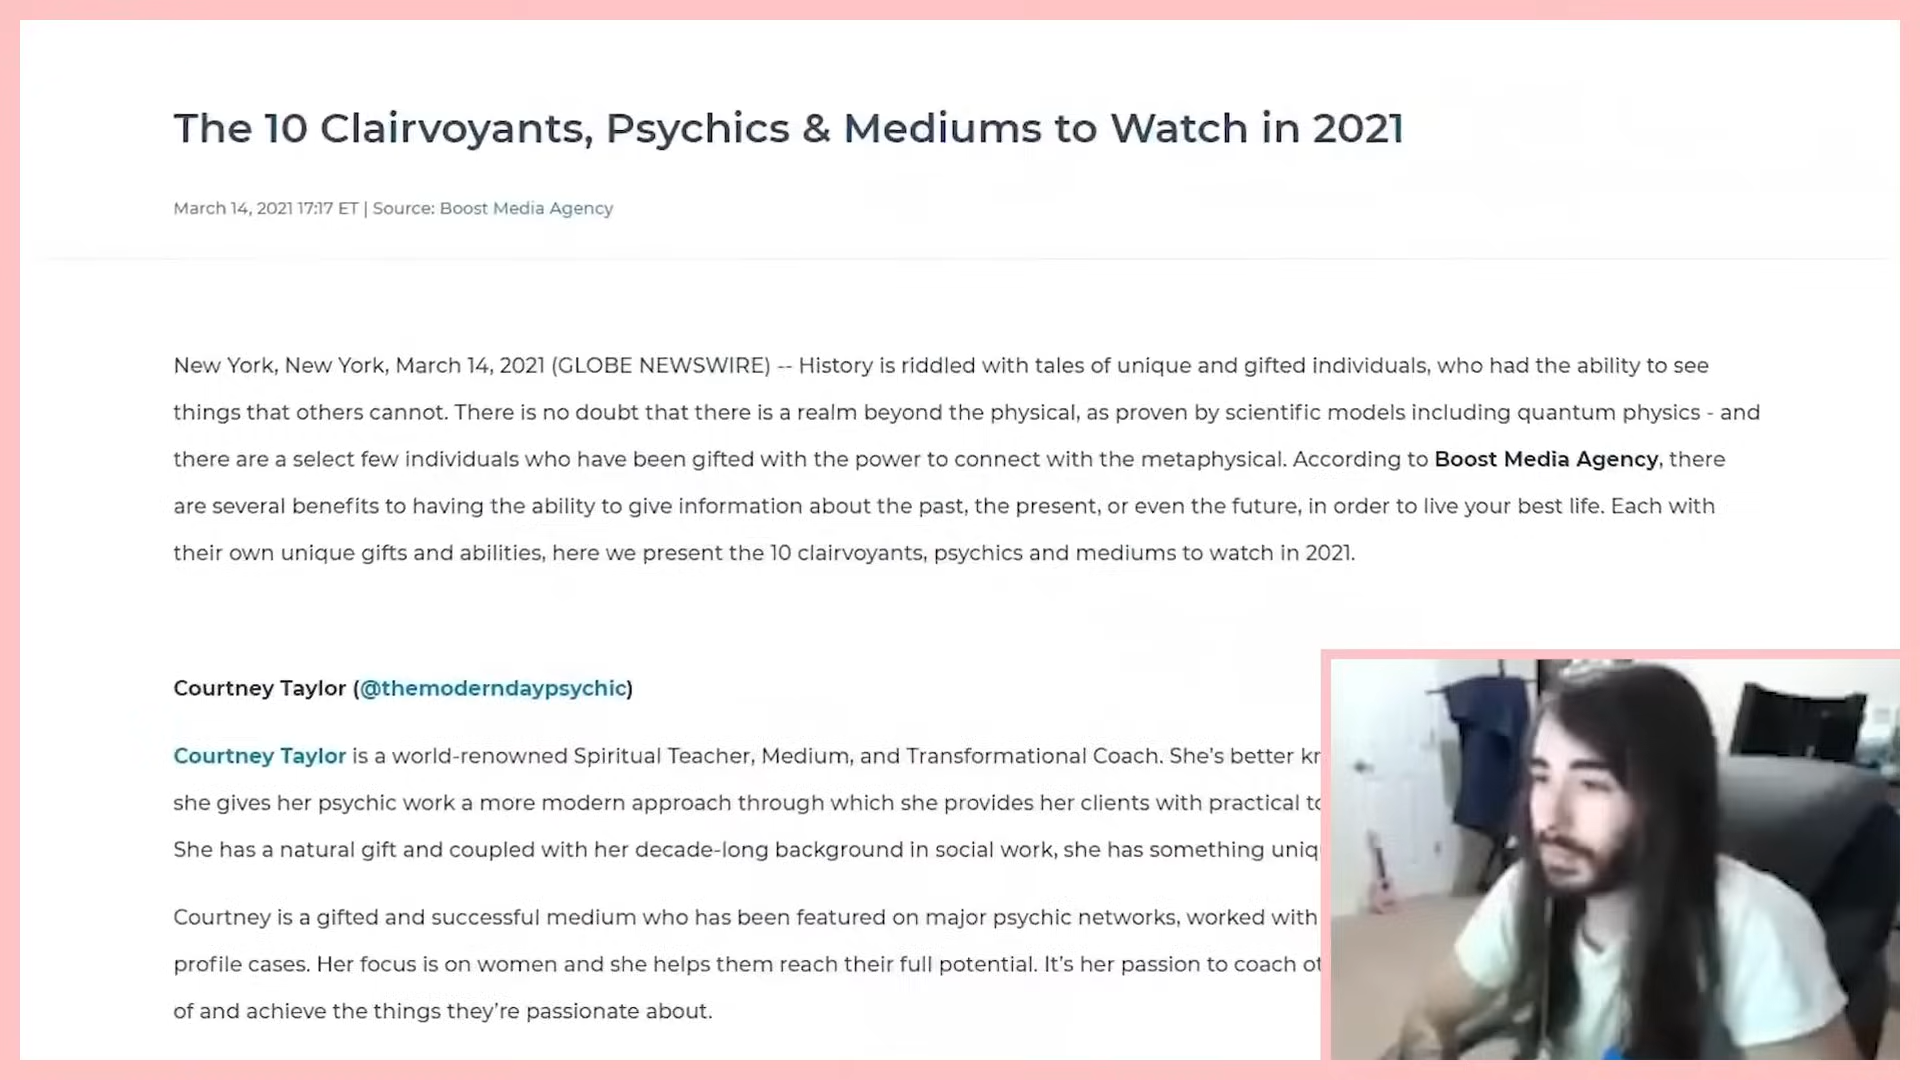 The 10 Clairvoyants, Psychics & Mediums to Watch in 2021
March 14, 2021 17:17 ET | Source: Boost Media Agency
New York, New York, March 14, 2021 (GLOBE NEWSWIRE) -- History is riddled with tales of unique and gifted individuals, who had the ability to see
things that others cannot. There is no doubt that there is a realm beyond the physical, as proven by scientific models including quantum physics - and
there are a select few individuals who have been gifted with the power to connect with the metaphysical. According to Boost Media Agency, there
are several benefits to having the ability to give information about the past, the present, or even the future, in order to live your best life. Each with
their own unique gifts and abilities, here we present the 10 clairvoyants, psychics and mediums to watch in 2021.
Courtney Taylor (@themoderndaypsychic)
Courtney Taylor is a world-renowned Spiritual Teacher, Medium, and Transformational Coach. She's better
she gives her psychic work a more modern approach through which she provides her clients with practical
She has a natural gift and coupled with her decade-long background in social work, she has something
Courtney is a gifted and successful medium who has been featured on major psychic networks, worked with
profile cases. Her focus is on women and she helps them reach their full potential. It's her passion to coach
of and achieve the things they're passionate about.